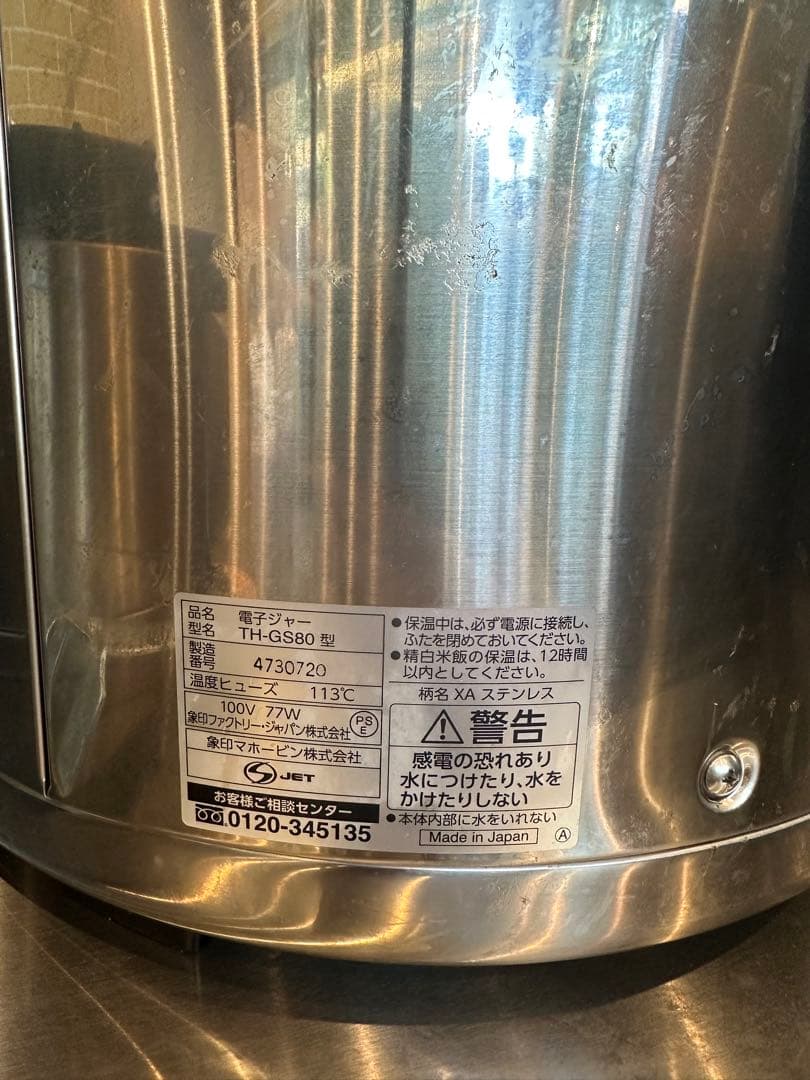 品名 電子ジャー
型名 TH-GS80 型
製造番号 4730720
温度ヒューズ 113℃
100V 77W
象印ファクトリー・ジャパン株式会社
PSE
象印マホービン株式会社
JET
お客様ご相談センター
0120-345135
●保温中は、必ず電源に接続し、
ふたを閉めておいてください。
●精白米飯の保温は、12時間
以内としてください。
柄名 XA ステンレス
警告
感電の恐れあり
水につけたり、水を
かけたりしない
●本体内部に水をいれない
Made in Japan Ⓐ